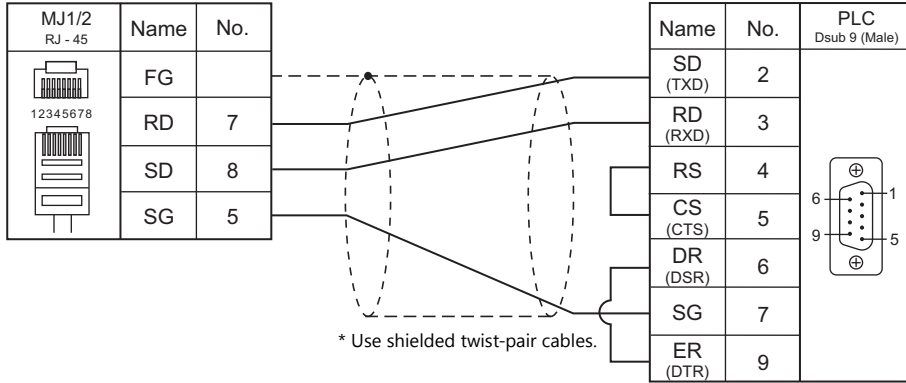 MJ1/2
RJ - 45
Name
No.
12345678
FG
RD
7
SD
8
SG
5
* Use shielded twist-pair cables.
Name
No.
PLC
Dsub 9 (Male)
SD
(TXD)
2
RD
(RXD)
3
RS
4
CS
(CTS)
5
DR
(DSR)
6
SG
7
ER
(DTR)
9
6
1
9
5